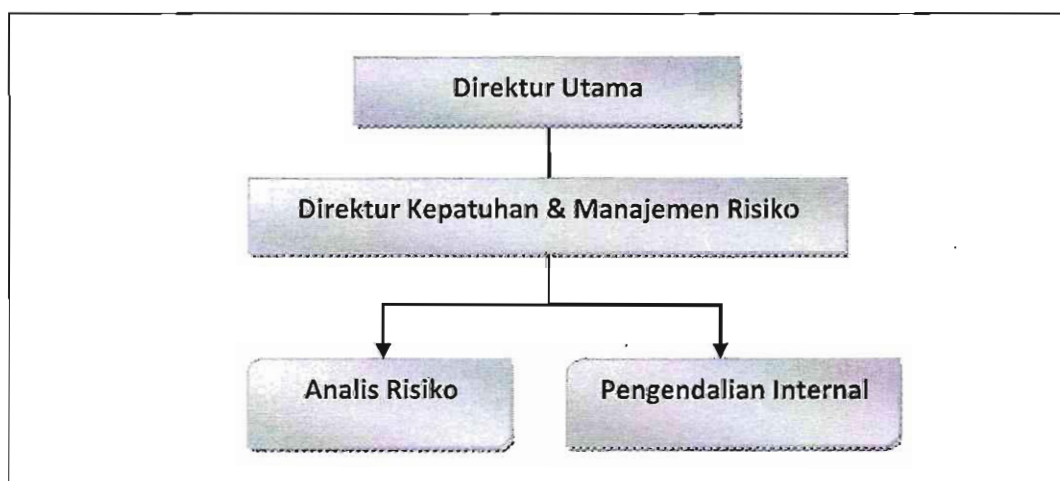 Direktur Utama
Direktur Kepatuhan & Manajemen Risiko
Analis Risiko
Pengendalian Internal